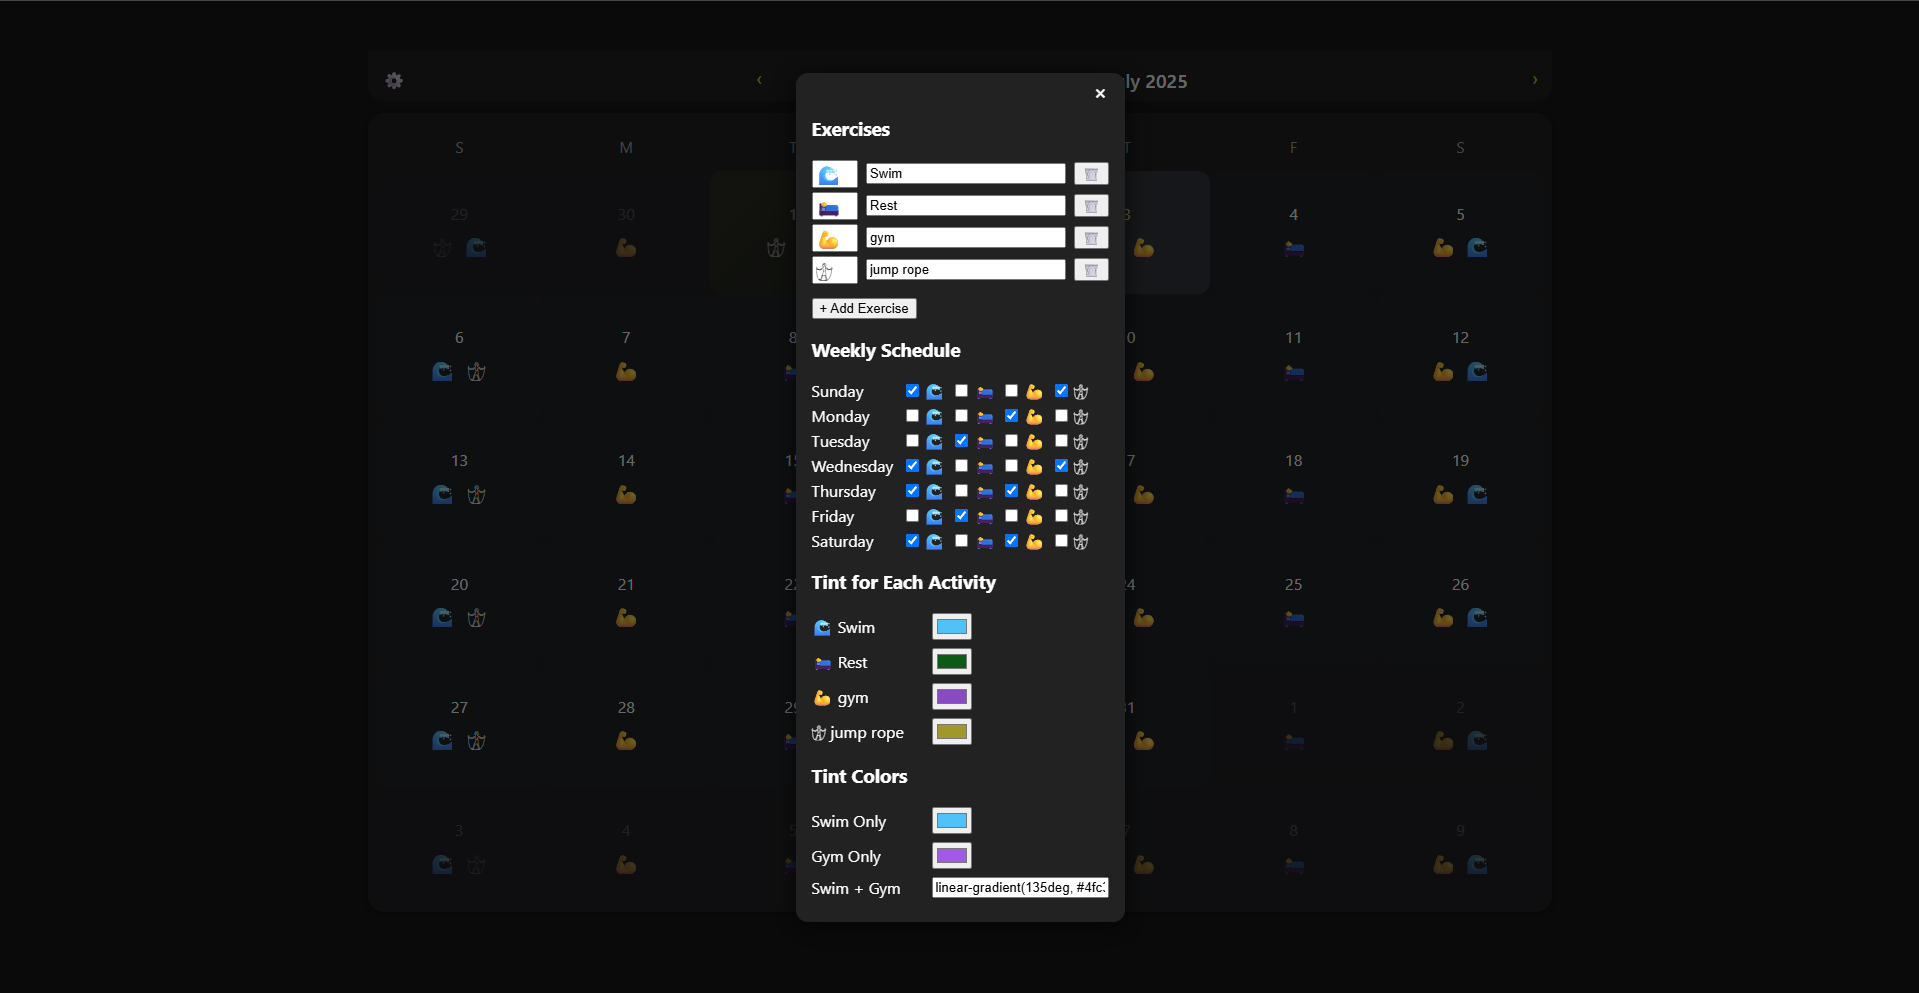 ‹ ly 2025 ›
×
Exercises
Swim
Rest
gym
jump rope
+ Add Exercise
Weekly Schedule
Sunday
Monday
Tuesday
Wednesday
Thursday
Friday
Saturday
Tint for Each Activity
Swim
Rest
gym
jump rope
Tint Colors
Swim Only
Gym Only
Swim + Gym linear-gradient(135deg, #4fc3
S M T T F S
29 30 1 3 4 5
6 7 8 0 11 12
13 14 15 7 18 19
20 21 22 24 25 26
27 28 29 31 1 2
3 4 5 7 8 9